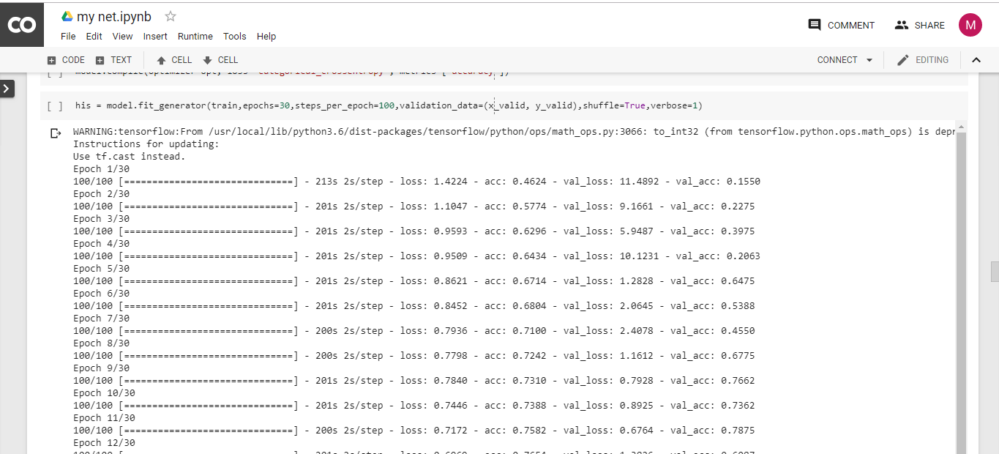 CO
my net.ipynb
File Edit View Insert Runtime Tools Help
COMMENT SHARE M
CODE TEXT CELL CELL CONNECT EDITING
[ ] model.compile(optimizer=opt, loss='categorical_crossentropy', metrics=['accuracy'])
[ ] his = model.fit_generator(train,epochs=30,steps_per_epoch=100,validation_data=(x_valid, y_valid),shuffle=True,verbose=1)
WARNING:tensorflow:From /usr/local/lib/python3.6/dist-packages/tensorflow/python/ops/math_ops.py:3066: to_int32 (from tensorflow.python.ops.math_ops) is depr
Instructions for updating:
Use tf.cast instead.
Epoch 1/30
100/100 [==============================] - 213s 2s/step - loss: 1.4224 - acc: 0.4624 - val_loss: 11.4892 - val_acc: 0.1550
Epoch 2/30
100/100 [==============================] - 201s 2s/step - loss: 1.1047 - acc: 0.5774 - val_loss: 9.1661 - val_acc: 0.2275
Epoch 3/30
100/100 [==============================] - 201s 2s/step - loss: 0.9593 - acc: 0.6296 - val_loss: 5.9487 - val_acc: 0.3975
Epoch 4/30
100/100 [==============================] - 201s 2s/step - loss: 0.9509 - acc: 0.6434 - val_loss: 10.1231 - val_acc: 0.2063
Epoch 5/30
100/100 [==============================] - 201s 2s/step - loss: 0.8621 - acc: 0.6714 - val_loss: 1.2828 - val_acc: 0.6475
Epoch 6/30
100/100 [==============================] - 201s 2s/step - loss: 0.8452 - acc: 0.6804 - val_loss: 2.0645 - val_acc: 0.5388
Epoch 7/30
100/100 [==============================] - 200s 2s/step - loss: 0.7936 - acc: 0.7100 - val_loss: 2.4078 - val_acc: 0.4550
Epoch 8/30
100/100 [==============================] - 200s 2s/step - loss: 0.7798 - acc: 0.7242 - val_loss: 1.1612 - val_acc: 0.6775
Epoch 9/30
100/100 [==============================] - 201s 2s/step - loss: 0.7840 - acc: 0.7310 - val_loss: 0.7928 - val_acc: 0.7662
Epoch 10/30
100/100 [==============================] - 201s 2s/step - loss: 0.7446 - acc: 0.7388 - val_loss: 0.8925 - val_acc: 0.7362
Epoch 11/30
100/100 [==============================] - 200s 2s/step - loss: 0.7172 - acc: 0.7582 - val_loss: 0.6764 - val_acc: 0.7875
Epoch 12/30